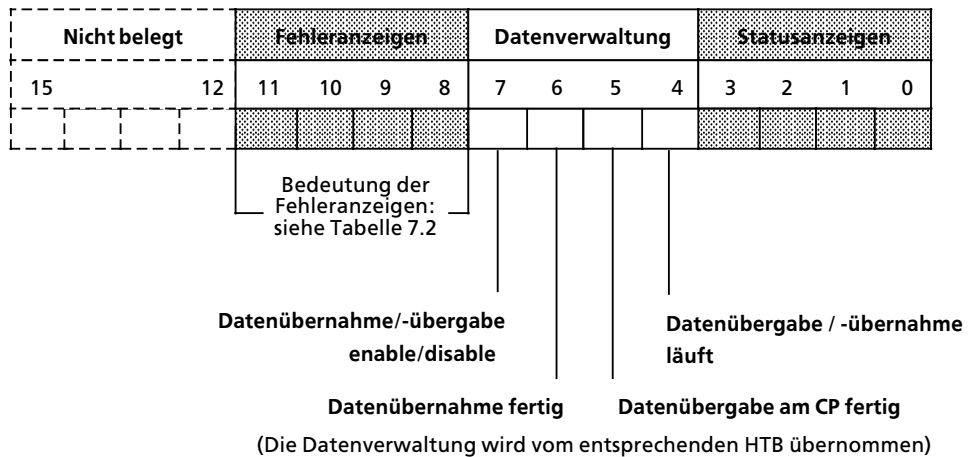 Nicht belegt Fehleranzeigen Datenverwaltung Statusanzeigen
15 12 11 10 9 8 7 6 5 4 3 2 1 0
Bedeutung der
Fehleranzeigen:
siehe Tabelle 7.2
Datenübernahme/-übergabe
enable/disable
Datenübergabe / -übernahme
läuft
Datenübernahme fertig
Datenübergabe am CP fertig
(Die Datenverwaltung wird vom entsprechenden HTB übernommen)